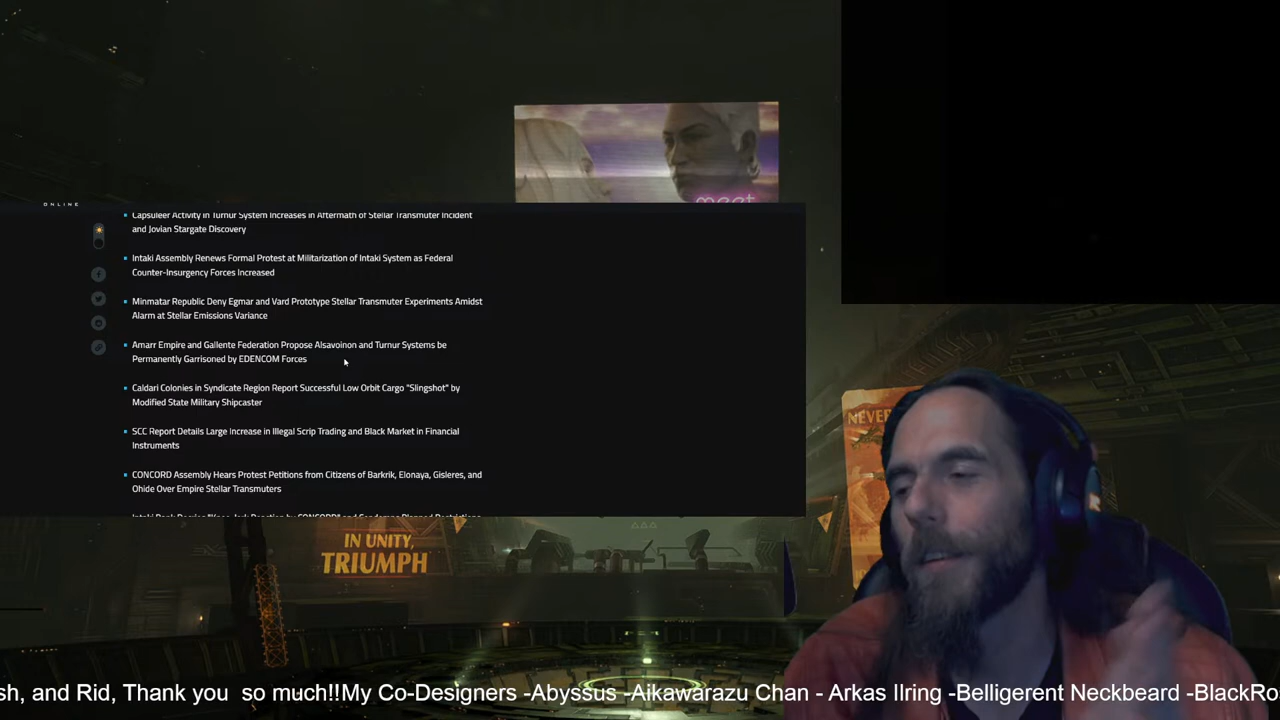 meet
ONLINE
Capsuleer Activity in Turnur System Increases in Aftermath of Stellar Transmuter Incident
and Jovian Stargate Discovery
Intaki Assembly Renews Formal Protest at Militarization of Intaki System as Federal
Counter-Insurgency Forces Increased
Minmatar Republic Deny Egmar and Vard Prototype Stellar Transmuter Experiments Amidst
Alarm at Stellar Emissions Variance
Amarr Empire and Gallente Federation Propose Alsavoinon and Turnur Systems be
Permanently Garrisoned by EDENCOM Forces
Caldari Colonies in Syndicate Region Report Successful Low Orbit Cargo "Slingshot" by
Modified State Military Shipcaster
SCC Report Details Large Increase in Illegal Scrip Trading and Black Market in Financial
Instruments
CONCORD Assembly Hears Protest Petitions from Citizens of Barkrik, Elonaya, Gisleres, and
Ohide Over Empire Stellar Transmuters
NEVER
IN UNITY,
TRIUMPH
sh, and Rid, Thank you so much!!My Co-Designers -Abyssus -Aikawarazu Chan - Arkas Ilring -Belligerent Neckbeard -BlackRo